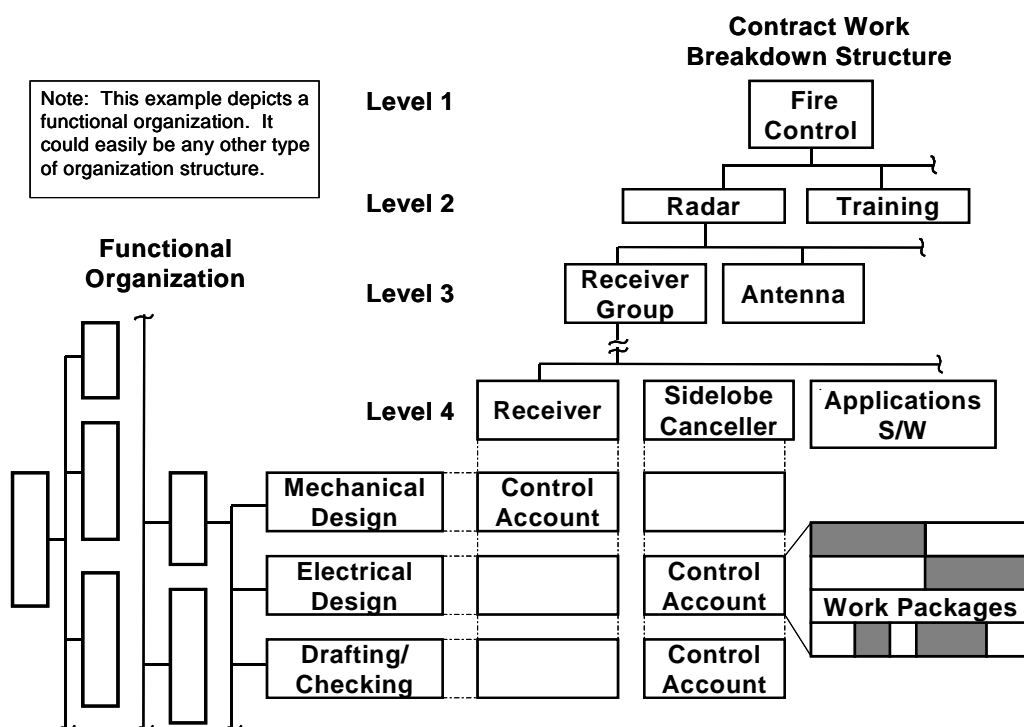 Contract Work
Breakdown Structure
Note: This example depicts a
functional organization. It
could easily be any other type
of organization structure.
Level 1
Fire
Control
Level 2
Radar
Training
Functional
Organization
Level 3
Receiver
Group
Antenna
Level 4
Receiver
Sidelobe
Canceller
Applications
S/W
Mechanical
Design
Control
Account
Electrical
Design
Control
Account
Work Packages
Drafting/
Checking
Control
Account